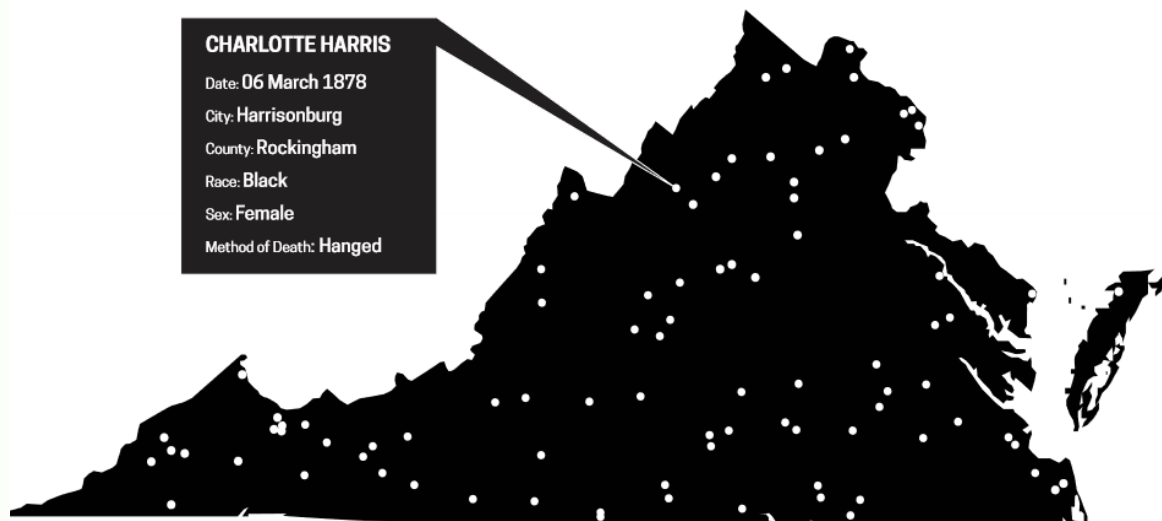 CHARLOTTE HARRIS
Date: 06 March 1878
City: Harrisonburg
County: Rockingham
Race: Black
Sex: Female
Method of Death: Hanged